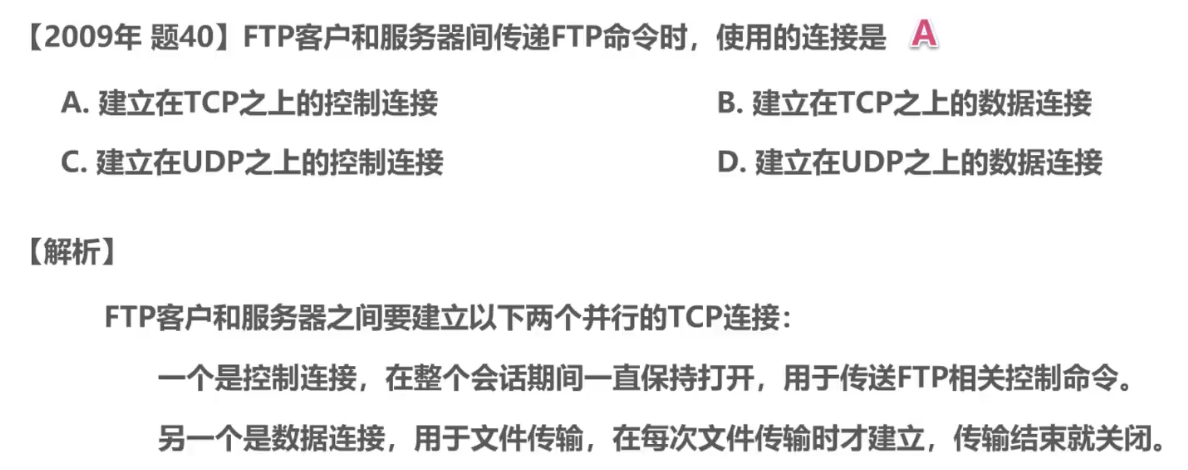 【2009年 题40】FTP客户和服务器间传递FTP命令时，使用的连接是 A
A. 建立在TCP之上的控制连接 B. 建立在TCP之上的数据连接
C. 建立在UDP之上的控制连接 D. 建立在UDP之上的数据连接
【解析】
FTP客户和服务器之间要建立以下两个并行的TCP连接：
一个是控制连接，在整个会话期间一直保持打开，用于传送FTP相关控制命令。
另一个是数据连接，用于文件传输，在每次文件传输时才建立，传输结束就关闭。